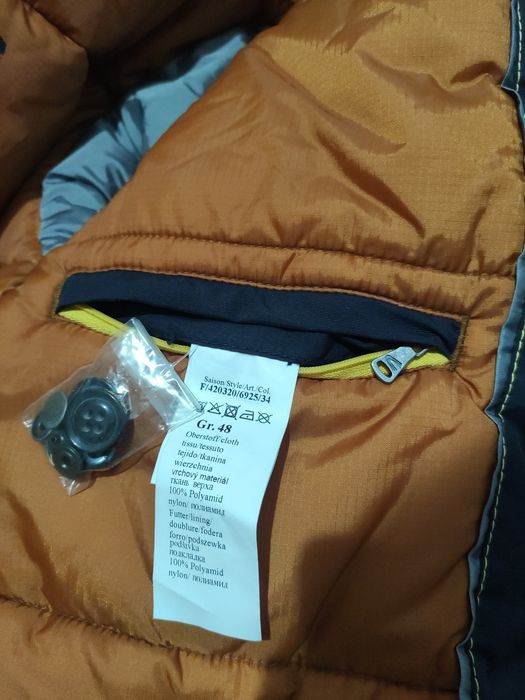 Saison/Style/Art./Col.
F/420320/6925/34
Gr. 48
Oberstoff/cloth
tissu/tessuto
tejido/tkanina
wierzchnia
vrchový materiál
ткань верха
100% Polyamid
nylon/ полиамид
Futter/lining/
doublure/fodera
forro/podszewka
podšívka
подкладка
100% Polyamid
nylon/ полиамид